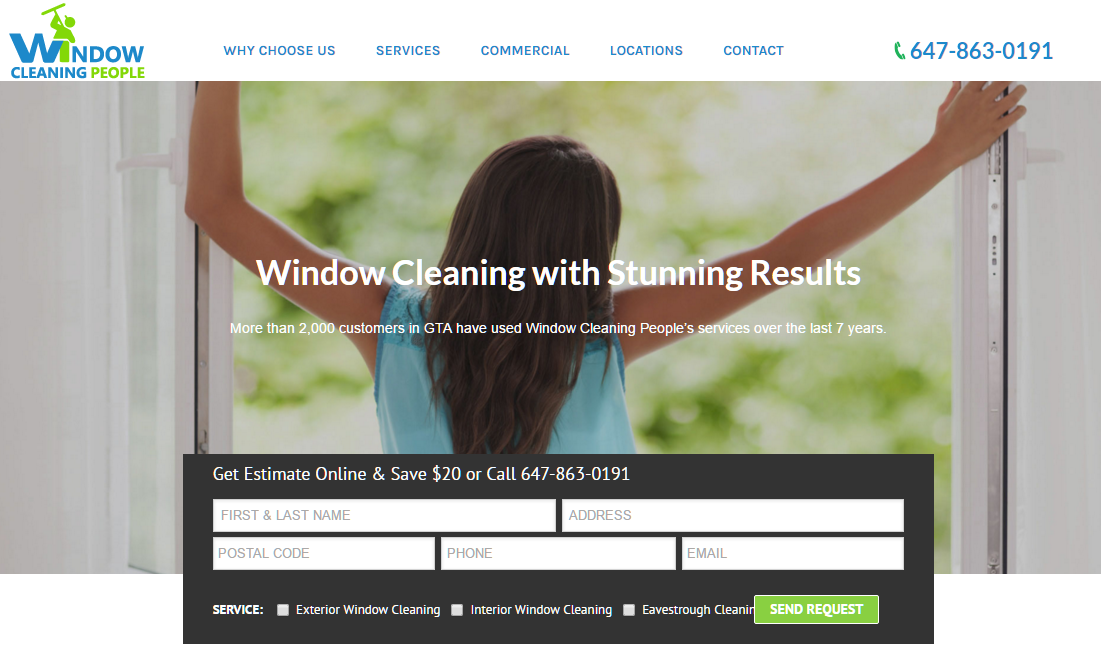 WINDOW
CLEANING PEOPLE
WHY CHOOSE US SERVICES COMMERCIAL LOCATIONS CONTACT 647-863-0191
Window Cleaning with Stunning Results
More than 2,000 customers in GTA have used Window Cleaning People's services over the last 7 years.
Get Estimate Online & Save $20 or Call 647-863-0191
FIRST & LAST NAME ADDRESS
POSTAL CODE PHONE EMAIL
SERVICE: Exterior Window Cleaning Interior Window Cleaning Eavestrough Cleanin SEND REQUEST